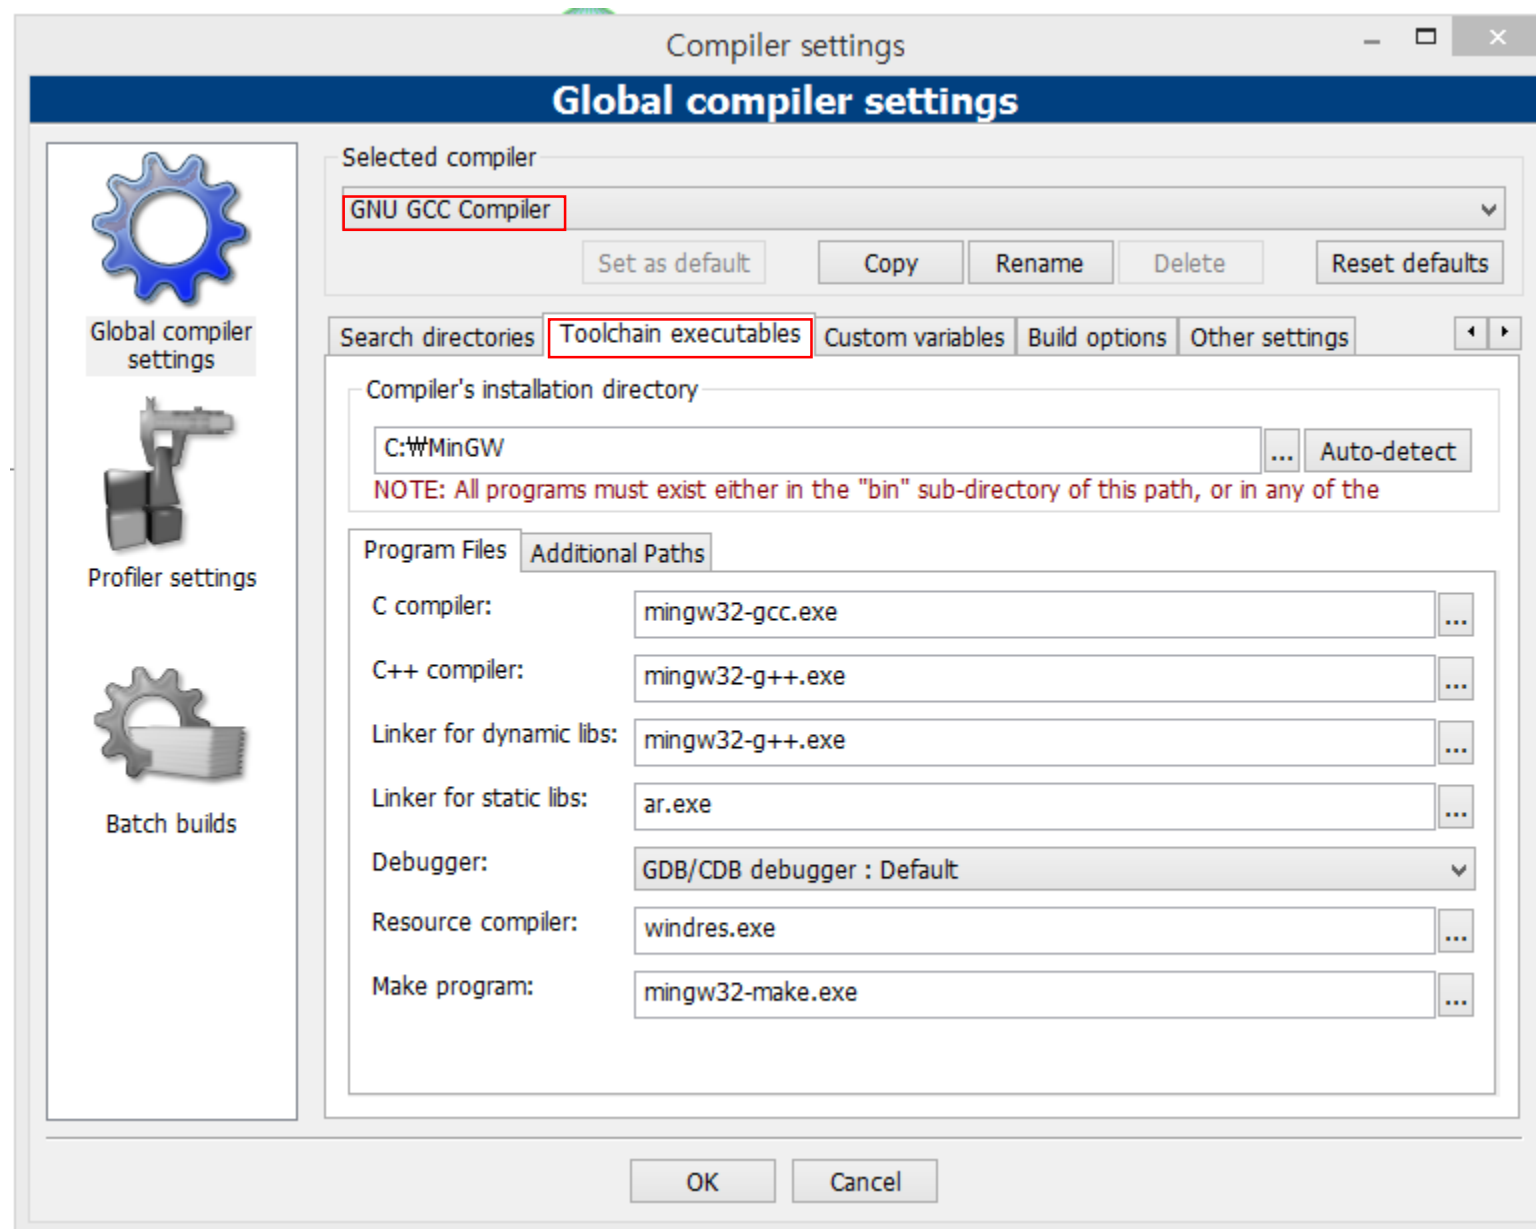 Compiler settings
Global compiler settings
Global compiler
settings
Profiler settings
Batch builds
Selected compiler
GNU GCC Compiler
Set as default
Copy
Rename
Delete
Reset defaults
Search directories
Toolchain executables
Custom variables
Build options
Other settings
Compiler's installation directory
C:₩MinGW
...
Auto-detect
NOTE: All programs must exist either in the "bin" sub-directory of this path, or in any of the
Program Files
Additional Paths
C compiler:
mingw32-gcc.exe
...
C++ compiler:
mingw32-g++.exe
...
Linker for dynamic libs:
mingw32-g++.exe
...
Linker for static libs:
ar.exe
...
Debugger:
GDB/CDB debugger : Default
Resource compiler:
windres.exe
...
Make program:
mingw32-make.exe
...
OK
Cancel